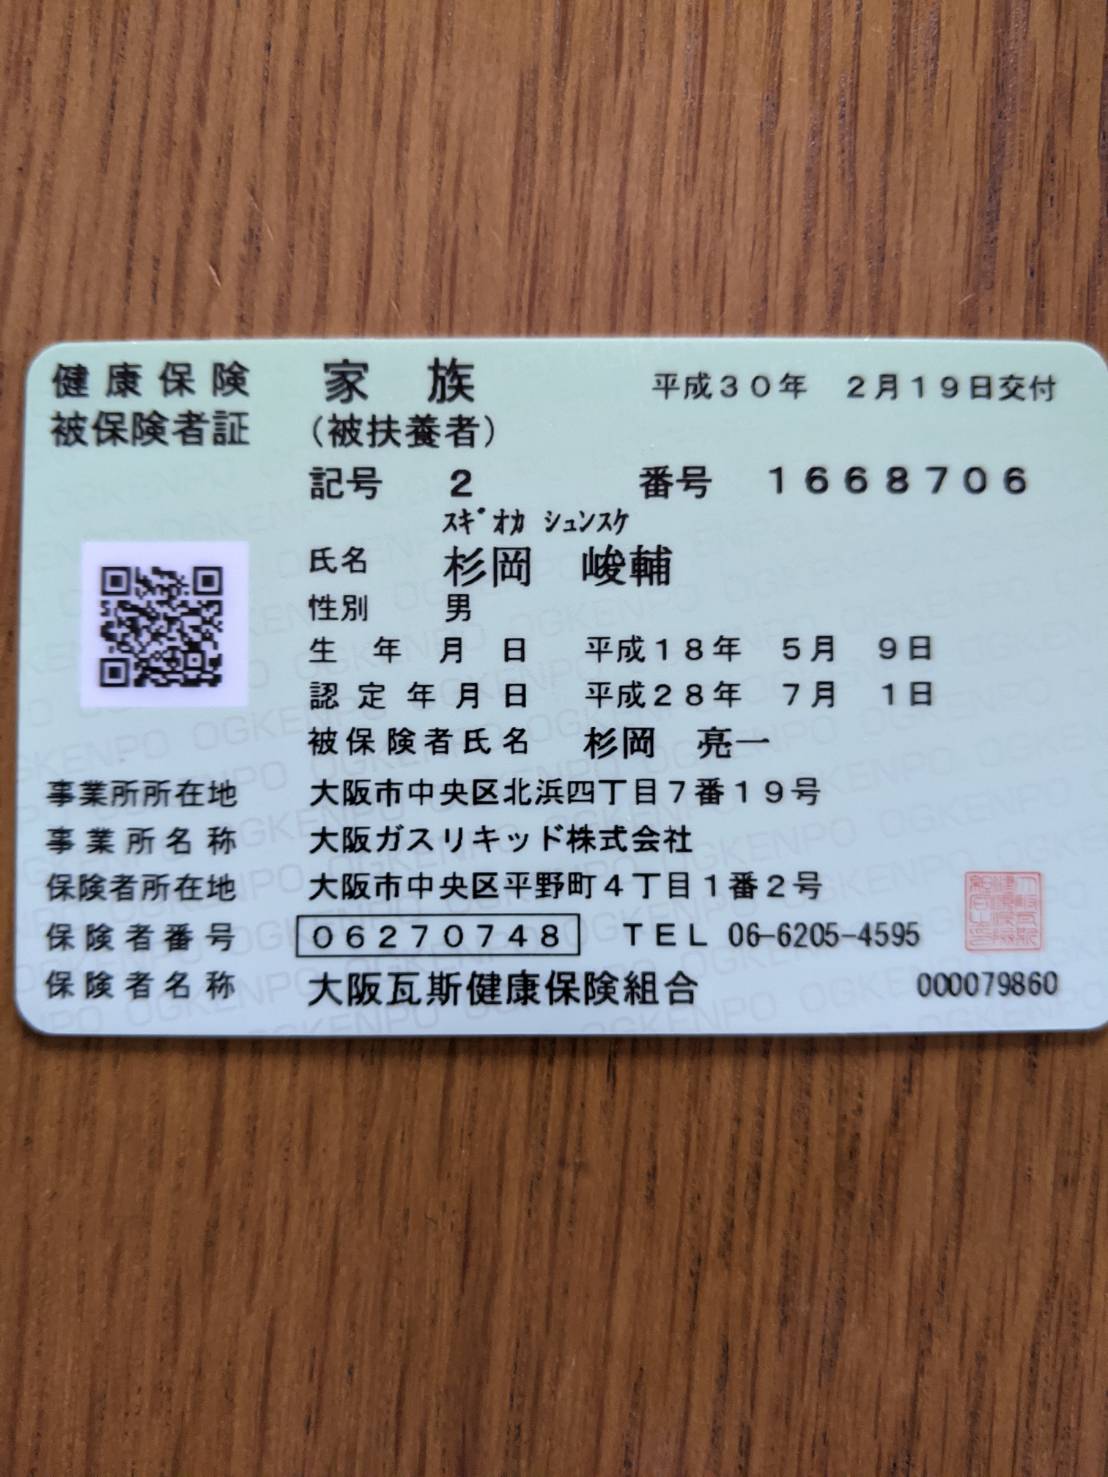 健康保険 家族 平成30年 2月19日交付
被保険者証 (被扶養者)
記号 2 番号 1668706
ｽｷﾞｵｶ ｼｭﾝｽｹ
氏名 杉岡 峻輔
性別 男
生年月日 平成18年 5月 9日
認定年月日 平成28年 7月 1日
被保険者氏名 杉岡 亮一
事業所所在地 大阪市中央区北浜四丁目7番19号
事業所名称 大阪ガスリキッド株式会社
保険者所在地 大阪市中央区平野町4丁目1番2号
保険者番号 06270748 TEL 06-6205-4595
保険者名称 大阪瓦斯健康保険組合 000079860
OGKENPO